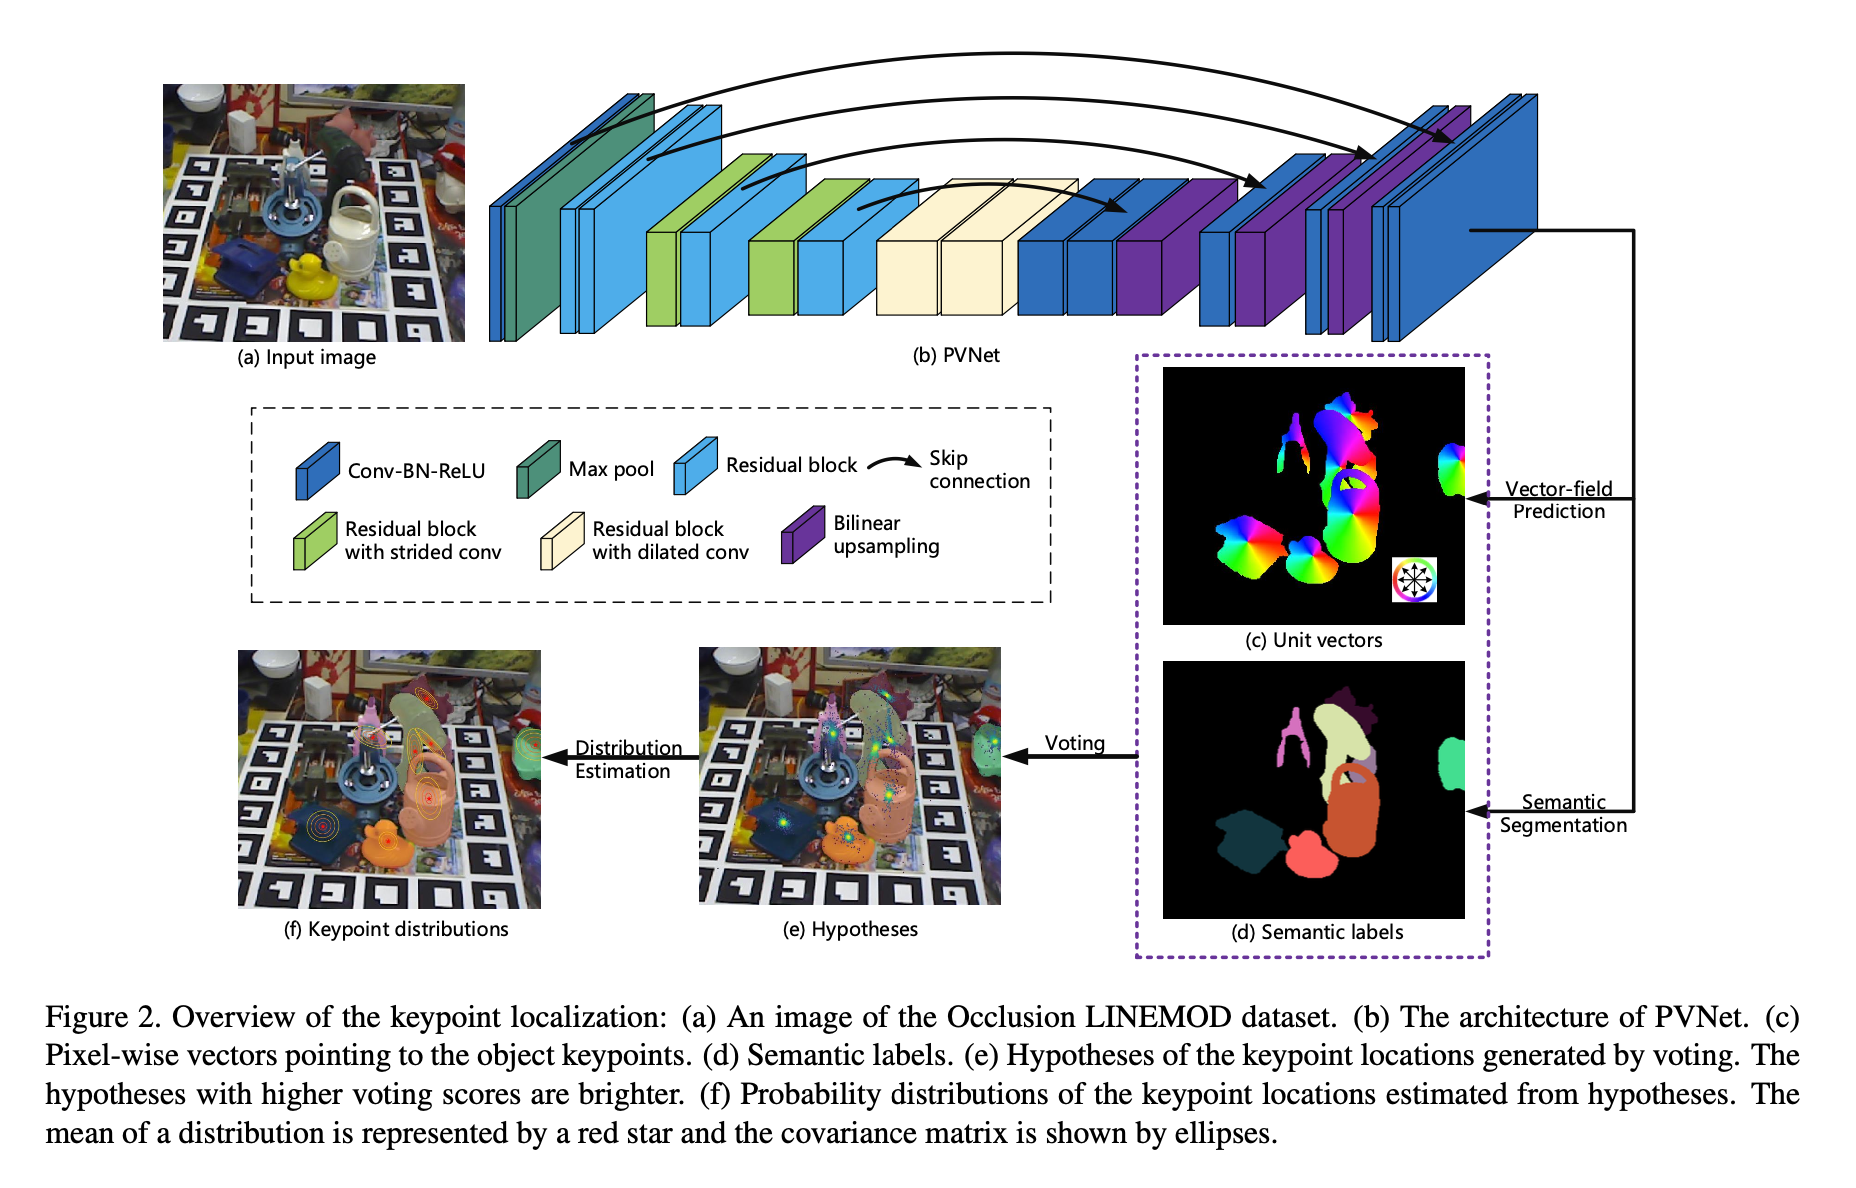 (a) Input image
(b) PVNet
Conv-BN-ReLU
Max pool
Residual block
Skip
connection
Residual block
with strided conv
Residual block
with dilated conv
Bilinear
upsampling
Vector-field
Prediction
(c) Unit vectors
Semantic
Segmentation
(d) Semantic labels
Voting
(e) Hypotheses
Distribution
Estimation
(f) Keypoint distributions
Figure 2. Overview of the keypoint localization: (a) An image of the Occlusion LINEMOD dataset. (b) The architecture of PVNet. (c)
Pixel-wise vectors pointing to the object keypoints. (d) Semantic labels. (e) Hypotheses of the keypoint locations generated by voting. The
hypotheses with higher voting scores are brighter. (f) Probability distributions of the keypoint locations estimated from hypotheses. The
mean of a distribution is represented by a red star and the covariance matrix is shown by ellipses.